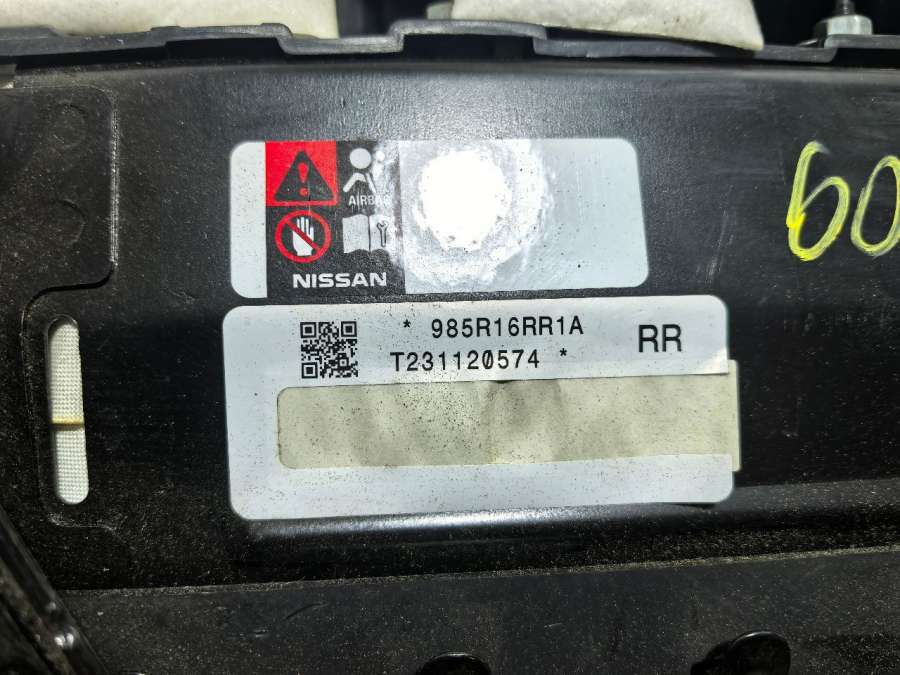 60
AIRBAG
NISSAN
* 985R16RR1A
T231120574 *
RR